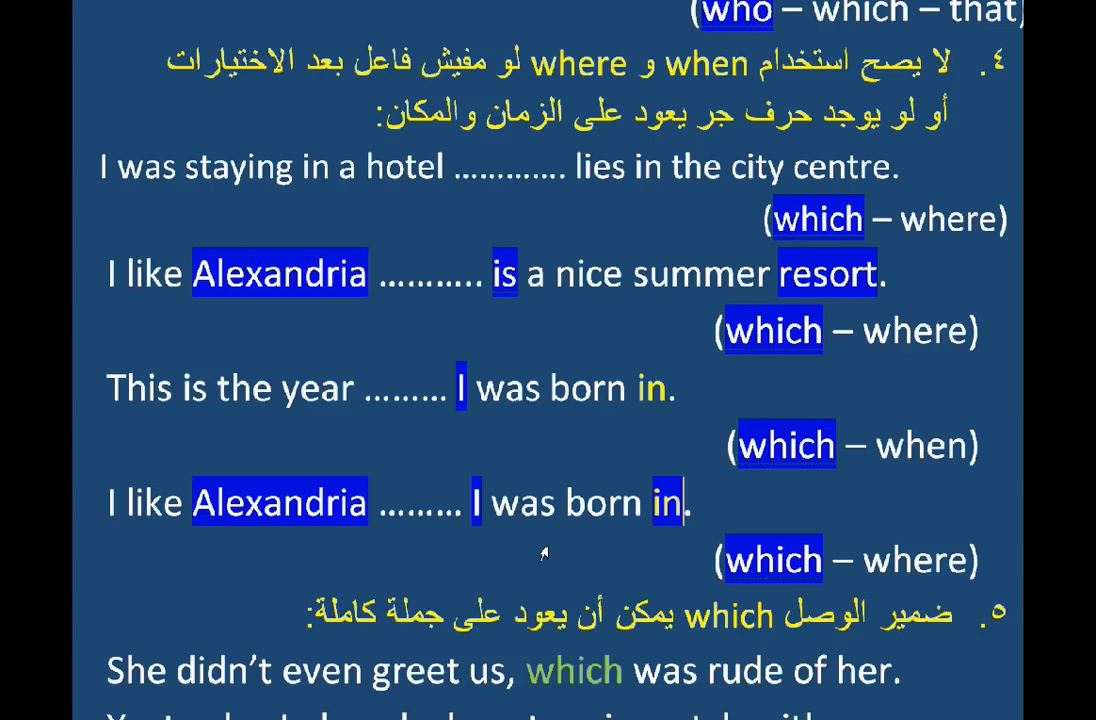 (who – which – that)
٤. لا يصح استخدام when و where لو مفيش فاعل بعد الاختيارات
أو لو يوجد حرف جر يعود على الزمان والمكان:
I was staying in a hotel …………. lies in the city centre.
(which – where)
I like Alexandria ……….. is a nice summer resort.
(which – where)
This is the year ……… I was born in.
(which – when)
I like Alexandria ……… I was born in.
(which – where)
٥. ضمير الوصل which يمكن أن يعود على جملة كاملة:
She didn’t even greet us, which was rude of her.